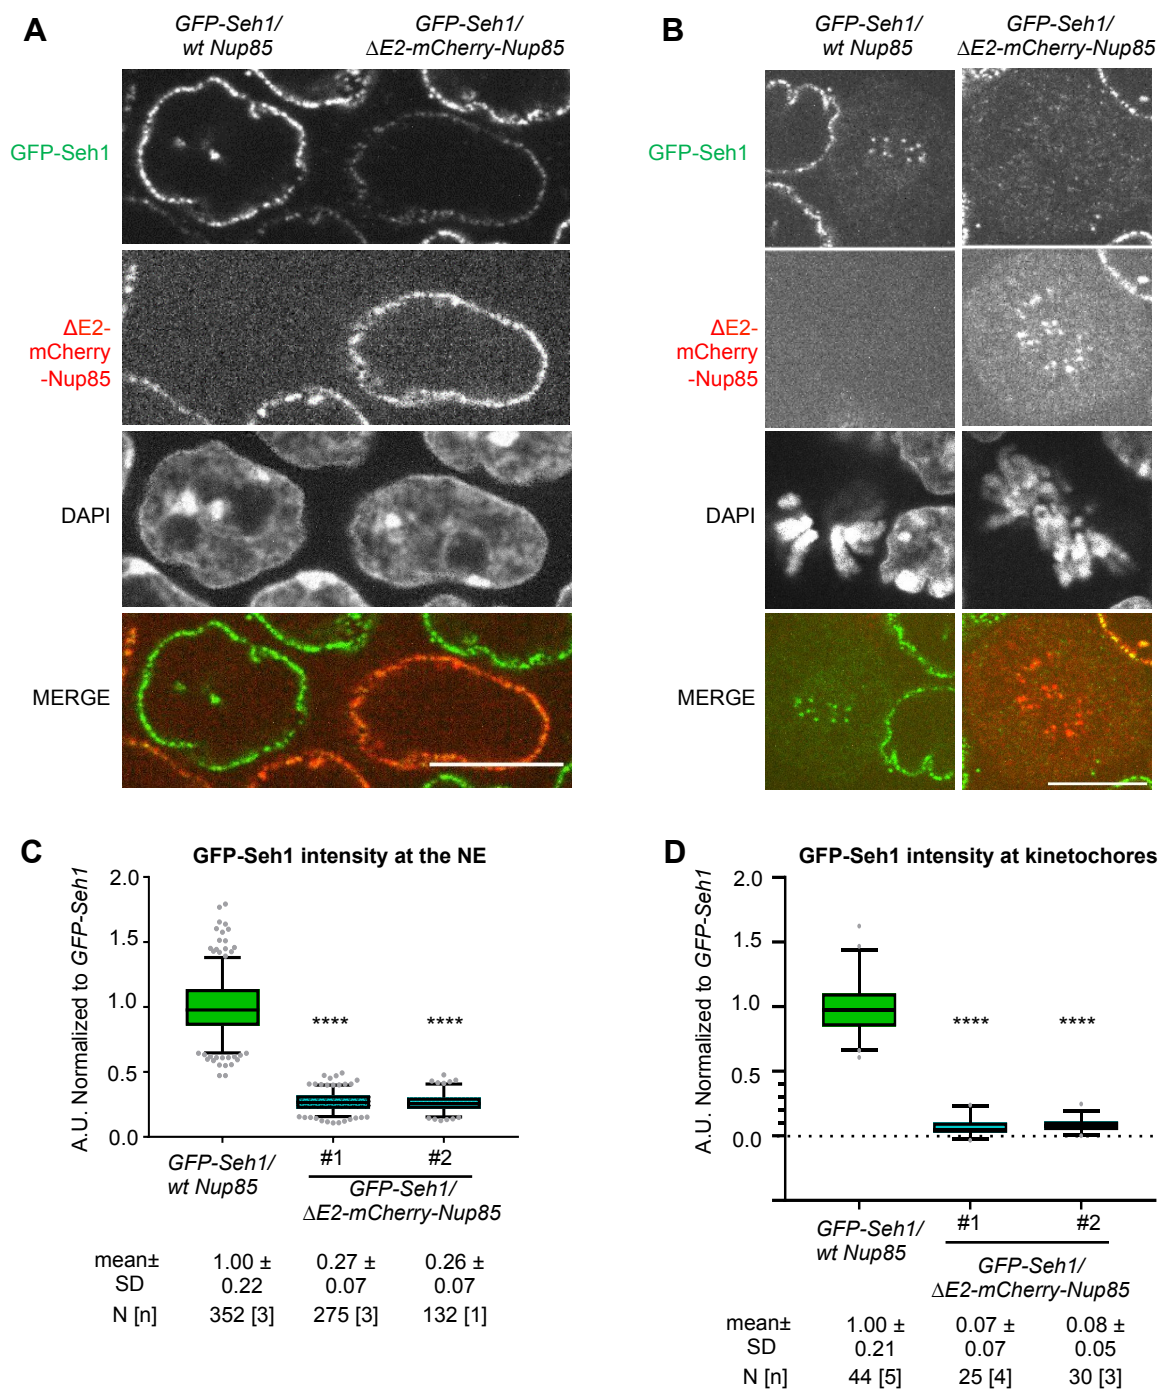 A
GFP-Seh1/
wt Nup85
GFP-Seh1/
ΔE2-mCherry-Nup85
GFP-Seh1
ΔE2-
mCherry
-Nup85
DAPI
MERGE
B
GFP-Seh1/
wt Nup85
GFP-Seh1/
ΔE2-mCherry-Nup85
GFP-Seh1
ΔE2-
mCherry
-Nup85
DAPI
MERGE
C
GFP-Seh1 intensity at the NE
A.U. Normalized to GFP-Seh1
2.0
1.5
1.0
0.5
0.0
**** ****
GFP-Seh1/
wt Nup85
#1 #2
GFP-Seh1/
ΔE2-mCherry-Nup85
mean± 1.00 ± 0.27 ± 0.26 ±
SD 0.22 0.07 0.07
N [n] 352 [3] 275 [3] 132 [1]
D
GFP-Seh1 intensity at kinetochores
A.U. Normalized to GFP-Seh1
2.0
1.5
1.0
0.5
0.0
**** ****
GFP-Seh1/
wt Nup85
#1 #2
GFP-Seh1/
ΔE2-mCherry-Nup85
mean± 1.00 ± 0.07 ± 0.08 ±
SD 0.21 0.07 0.05
N [n] 44 [5] 25 [4] 30 [3]